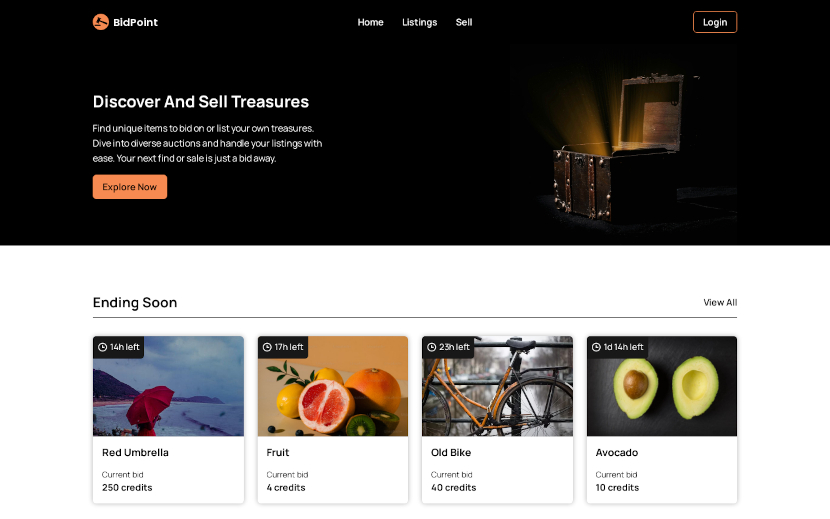 BidPoint
Home Listings Sell
Login
Discover And Sell Treasures
Find unique items to bid on or list your own treasures.
Dive into diverse auctions and handle your listings with
ease. Your next find or sale is just a bid away.
Explore Now
Ending Soon
View All
14h left
Red Umbrella
Current bid
250 credits
17h left
Fruit
Current bid
4 credits
23h left
Old Bike
Current bid
40 credits
1d 14h left
Avocado
Current bid
10 credits